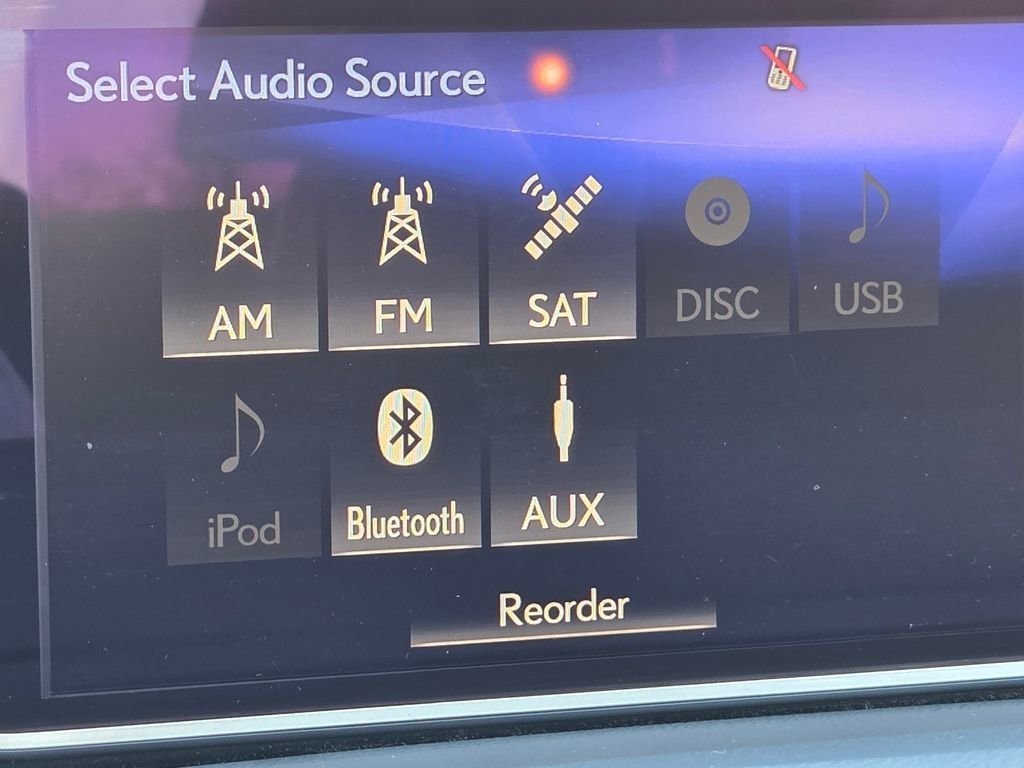 Select Audio Source
AM FM SAT DISC USB
iPod Bluetooth AUX
Reorder